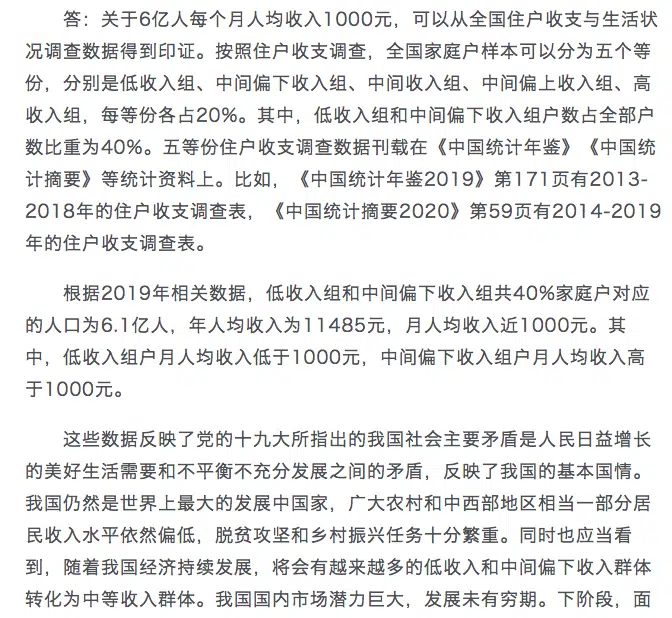 答：关于6亿人每个月人均收入1000元，可以从全国住户收支与生活状
况调查数据得到印证。按照住户收支调查，全国家庭户样本可以分为五个等
份，分别是低收入组、中间偏下收入组、中间收入组、中间偏上收入组、高
收入组，每等份各占20%。其中，低收入组和中间偏下收入组户数占全部户
数比重为40%。五等份住户收支调查数据刊载在《中国统计年鉴》《中国统
计摘要》等统计资料上。比如，《中国统计年鉴2019》第171页有2013-
2018年的住户收支调查表，《中国统计摘要2020》第59页有2014-2019
年的住户收支调查表。
根据2019年相关数据，低收入组和中间偏下收入组共40%家庭户对应
的人口为6.1亿人，年人均收入为11485元，月人均收入近1000元。其
中，低收入组户月人均收入低于1000元，中间偏下收入组户月人均收入高
于1000元。
这些数据反映了党的十九大所指出的我国社会主要矛盾是人民日益增长
的美好生活需要和不平衡不充分发展之间的矛盾，反映了我国的基本国情。
我国仍然是世界上最大的发展中国家，广大农村和中西部地区相当一部分居
民收入水平依然偏低，脱贫攻坚和乡村振兴任务十分繁重。同时也应当看
到，随着我国经济持续发展，将会有越来越多的低收入和中间偏下收入群体
转化为中等收入群体。我国国内市场潜力巨大，发展未有穷期。下阶段，面